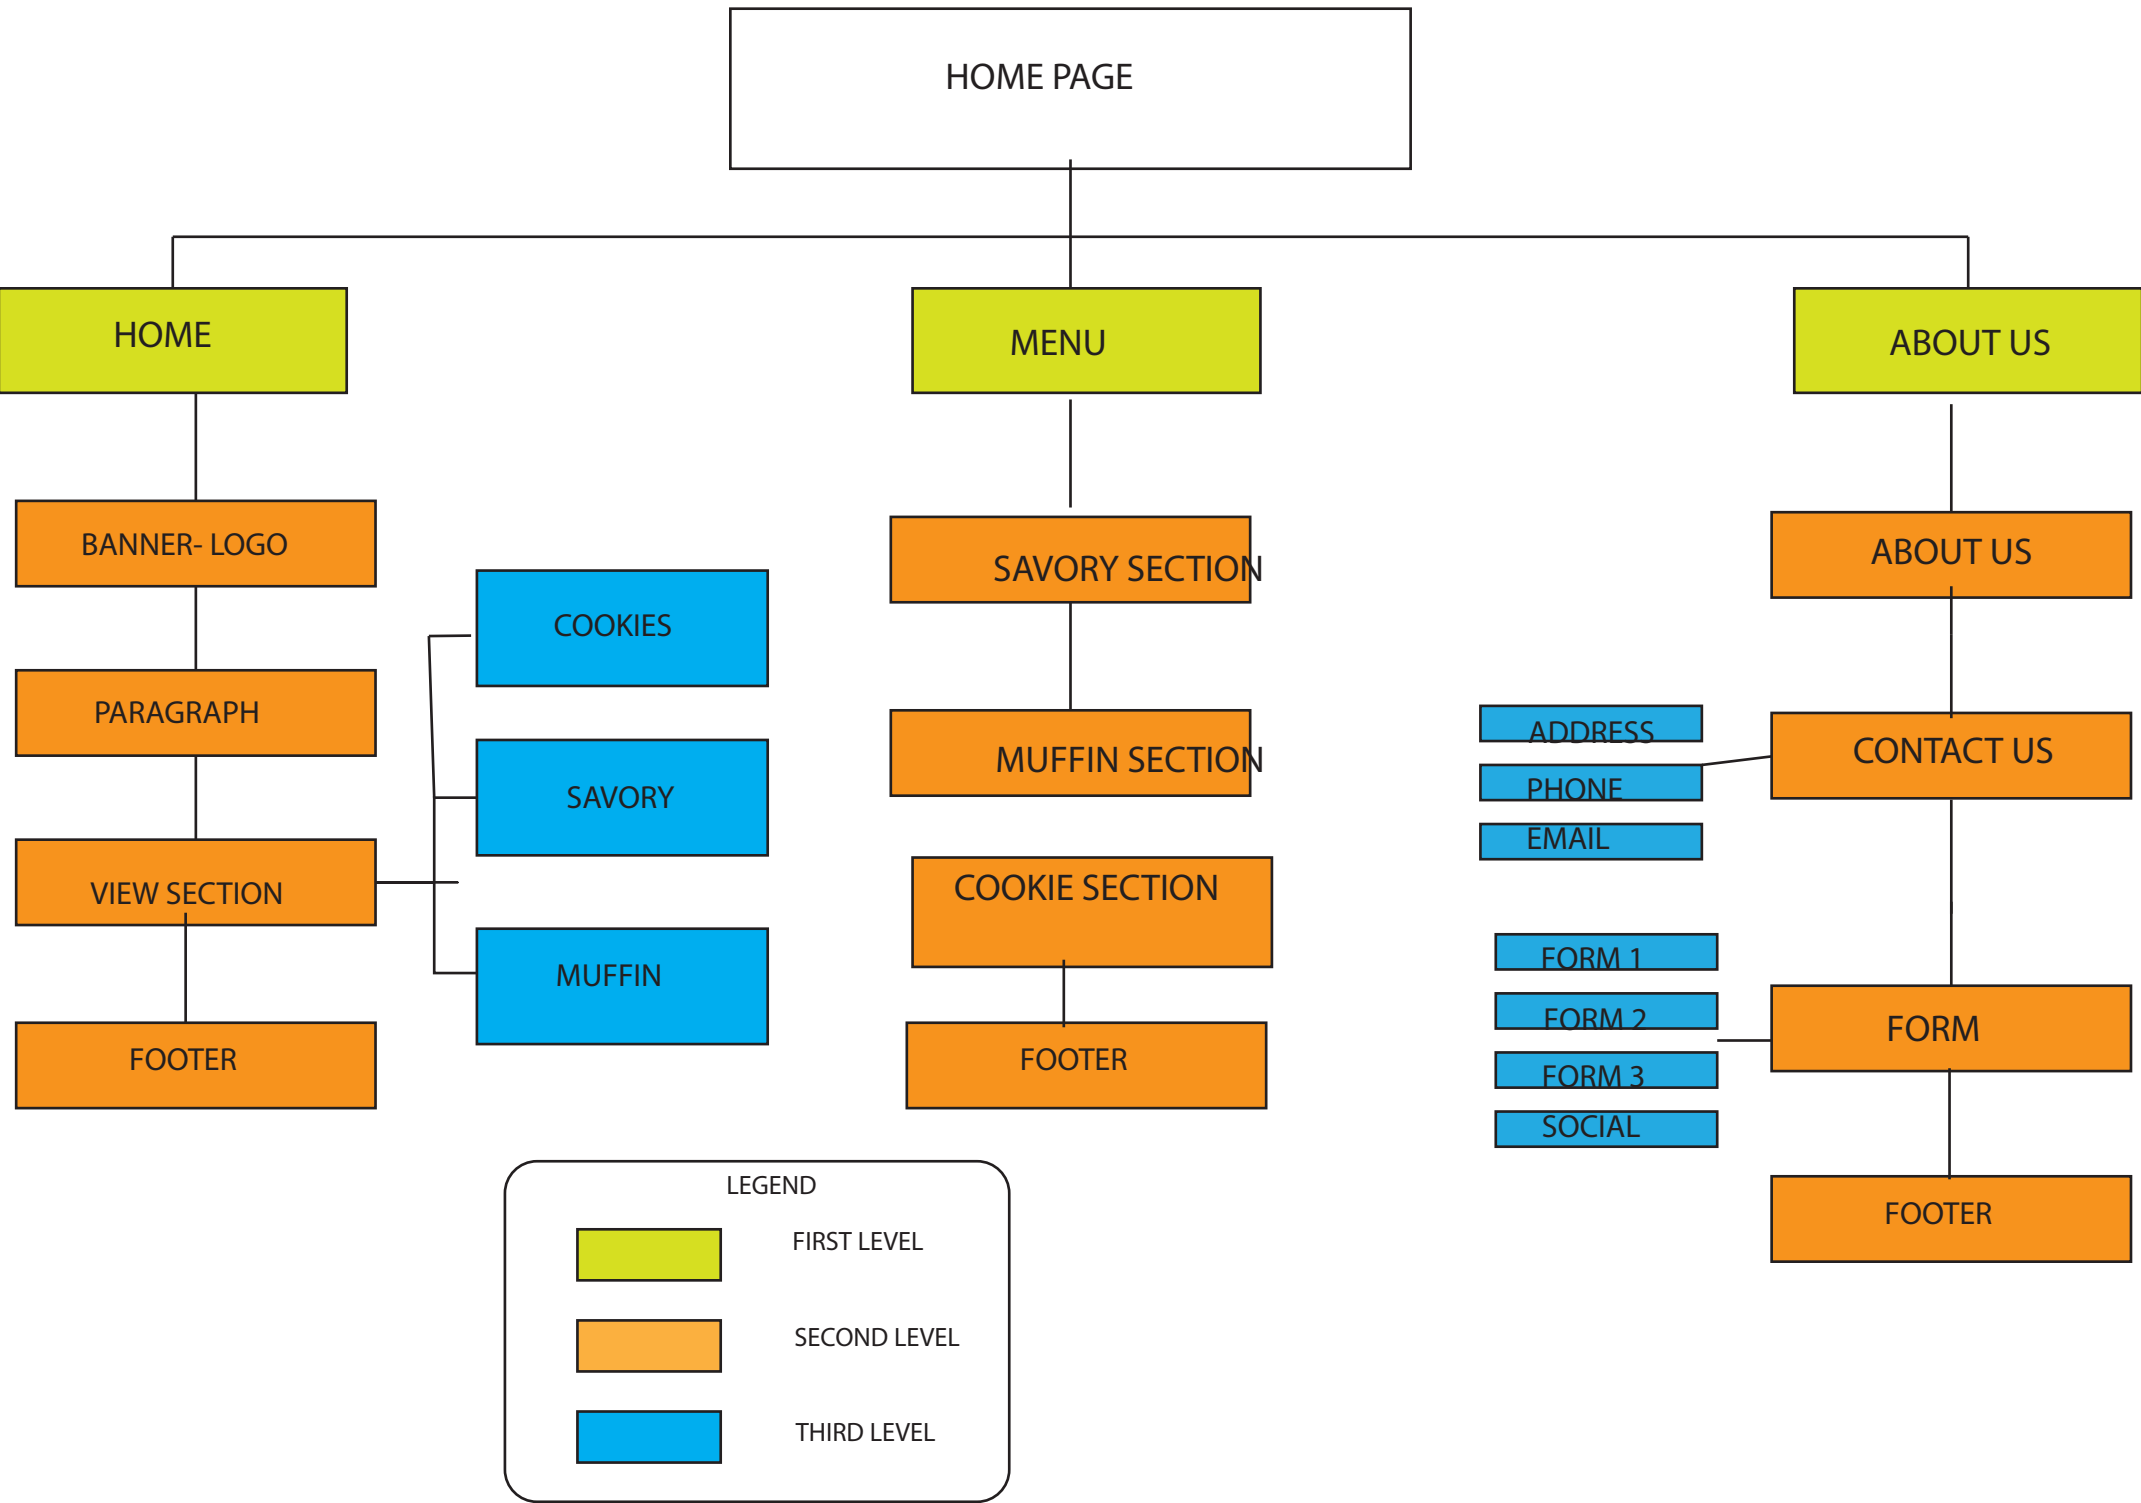 HOME PAGE
HOME
MENU
ABOUT US
BANNER- LOGO
PARAGRAPH
VIEW SECTION
FOOTER
COOKIES
SAVORY
MUFFIN
SAVORY SECTION
MUFFIN SECTION
COOKIE SECTION
FOOTER
ABOUT US
CONTACT US
ADDRESS
PHONE
EMAIL
FORM
FORM 1
FORM 2
FORM 3
SOCIAL
FOOTER
LEGEND
FIRST LEVEL
SECOND LEVEL
THIRD LEVEL